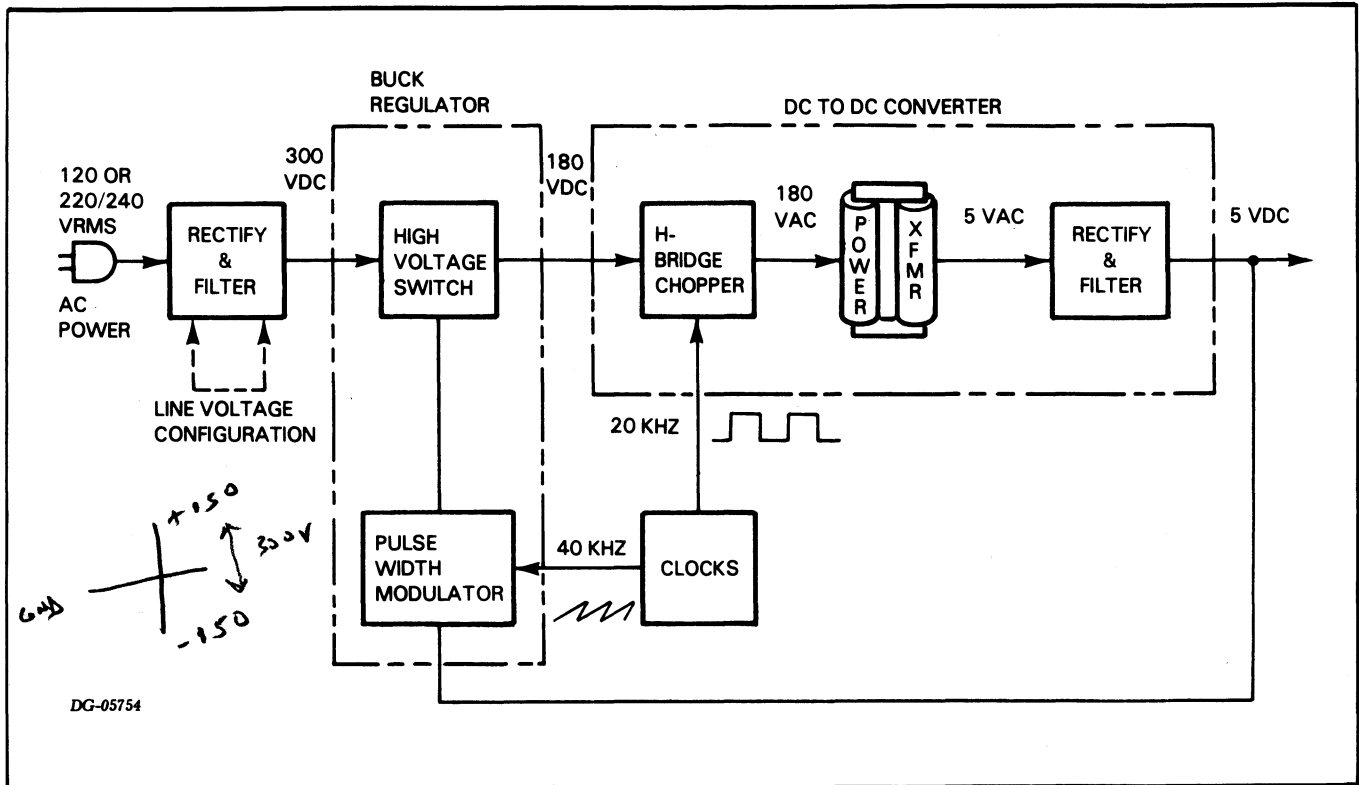 BUCK
REGULATOR
DC TO DC CONVERTER
120 OR
220/240
VRMS
AC
POWER
RECTIFY
&
FILTER
LINE VOLTAGE
CONFIGURATION
300
VDC
HIGH
VOLTAGE
SWITCH
180
VDC
H-
BRIDGE
CHOPPER
180
VAC
POWER
XFMR
5 VAC
RECTIFY
&
FILTER
5 VDC
20 KHZ
PULSE
WIDTH
MODULATOR
40 KHZ
CLOCKS
+150
300V
GND
-150
DG-05754